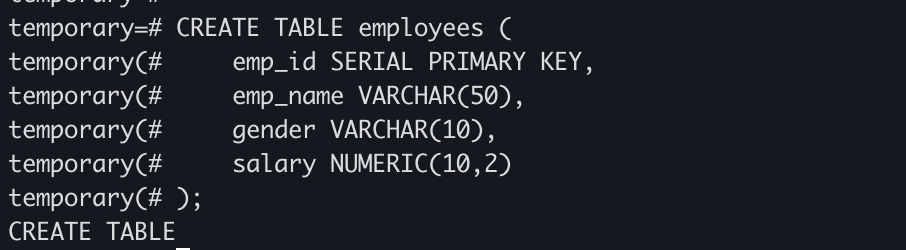 temporary=# CREATE TABLE employees (
temporary(#     emp_id SERIAL PRIMARY KEY,
temporary(#     emp_name VARCHAR(50),
temporary(#     gender VARCHAR(10),
temporary(#     salary NUMERIC(10,2)
temporary(# );
CREATE TABLE